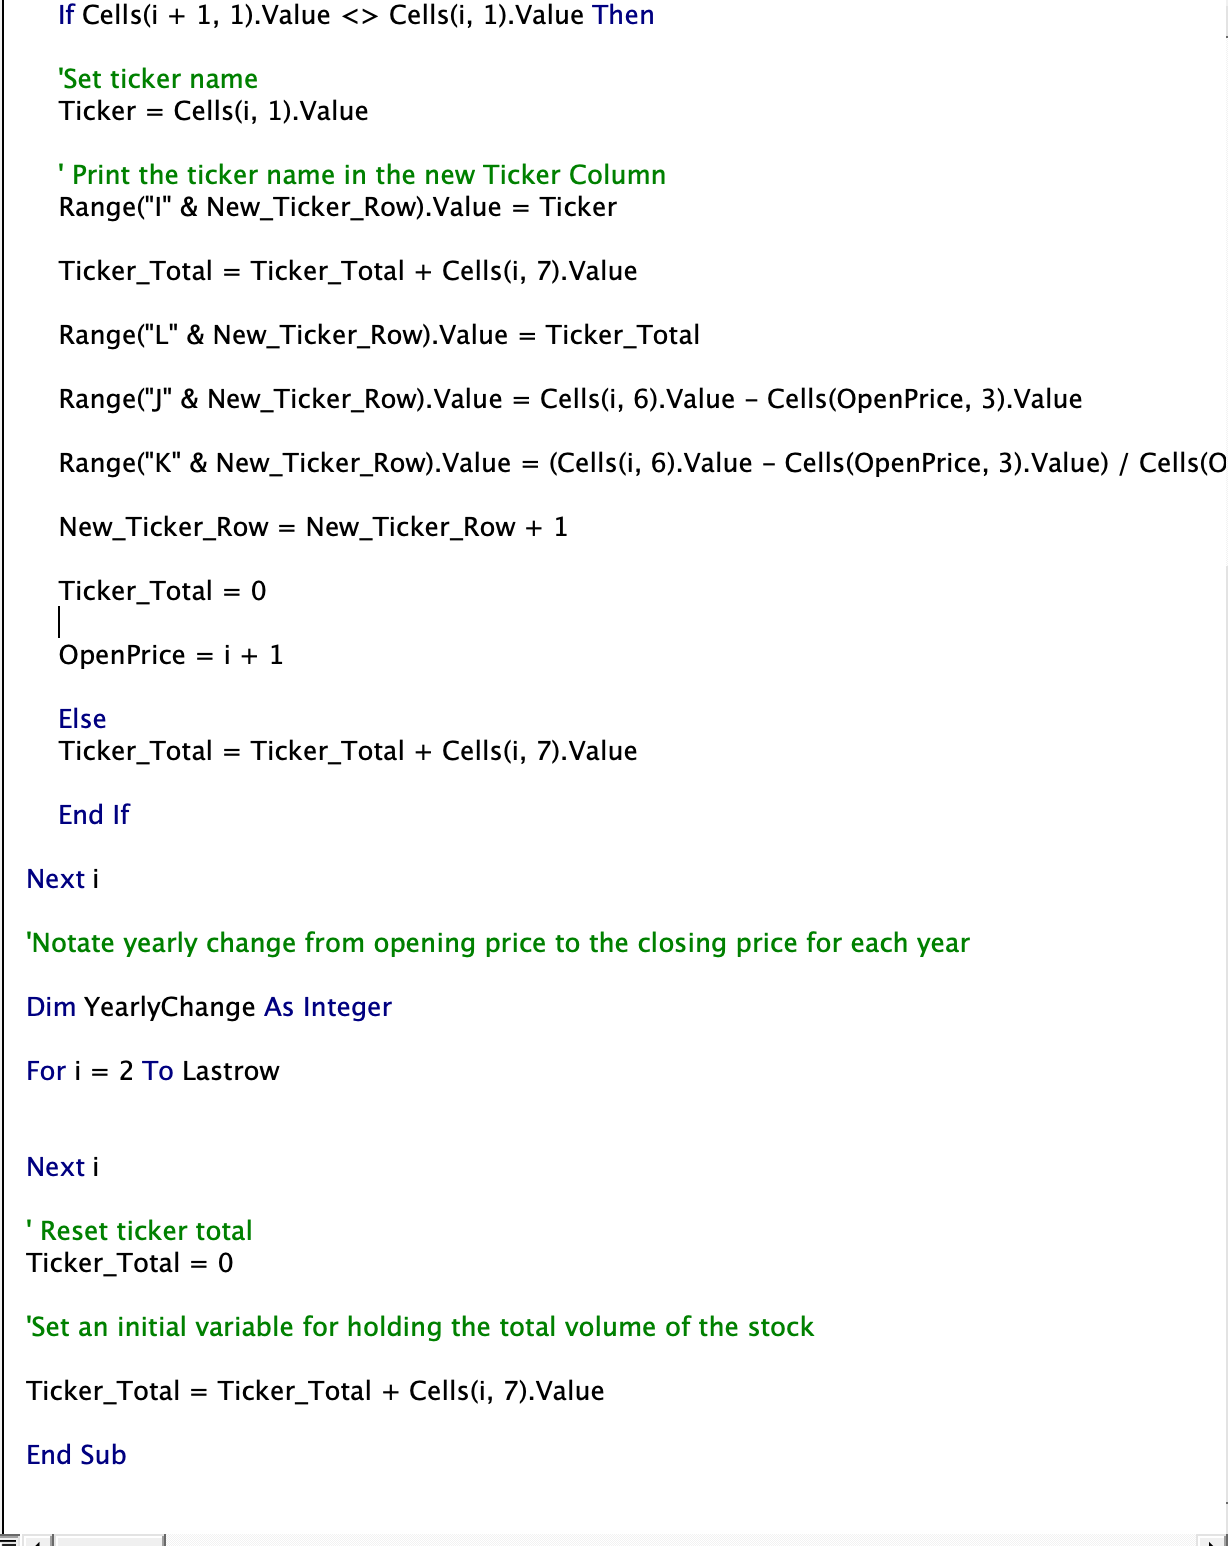 If Cells(i + 1, 1).Value <> Cells(i, 1).Value Then
'Set ticker name
Ticker = Cells(i, 1).Value
' Print the ticker name in the new Ticker Column
Range("I" & New_Ticker_Row).Value = Ticker
Ticker_Total = Ticker_Total + Cells(i, 7).Value
Range("L" & New_Ticker_Row).Value = Ticker_Total
Range("J" & New_Ticker_Row).Value = Cells(i, 6).Value - Cells(OpenPrice, 3).Value
Range("K" & New_Ticker_Row).Value = (Cells(i, 6).Value - Cells(OpenPrice, 3).Value) / Cells(O
New_Ticker_Row = New_Ticker_Row + 1
Ticker_Total = 0
OpenPrice = i + 1
Else
Ticker_Total = Ticker_Total + Cells(i, 7).Value
End If
Next i
'Notate yearly change from opening price to the closing price for each year
Dim YearlyChange As Integer
For i = 2 To Lastrow
Next i
' Reset ticker total
Ticker_Total = 0
'Set an initial variable for holding the total volume of the stock
Ticker_Total = Ticker_Total + Cells(i, 7).Value
End Sub